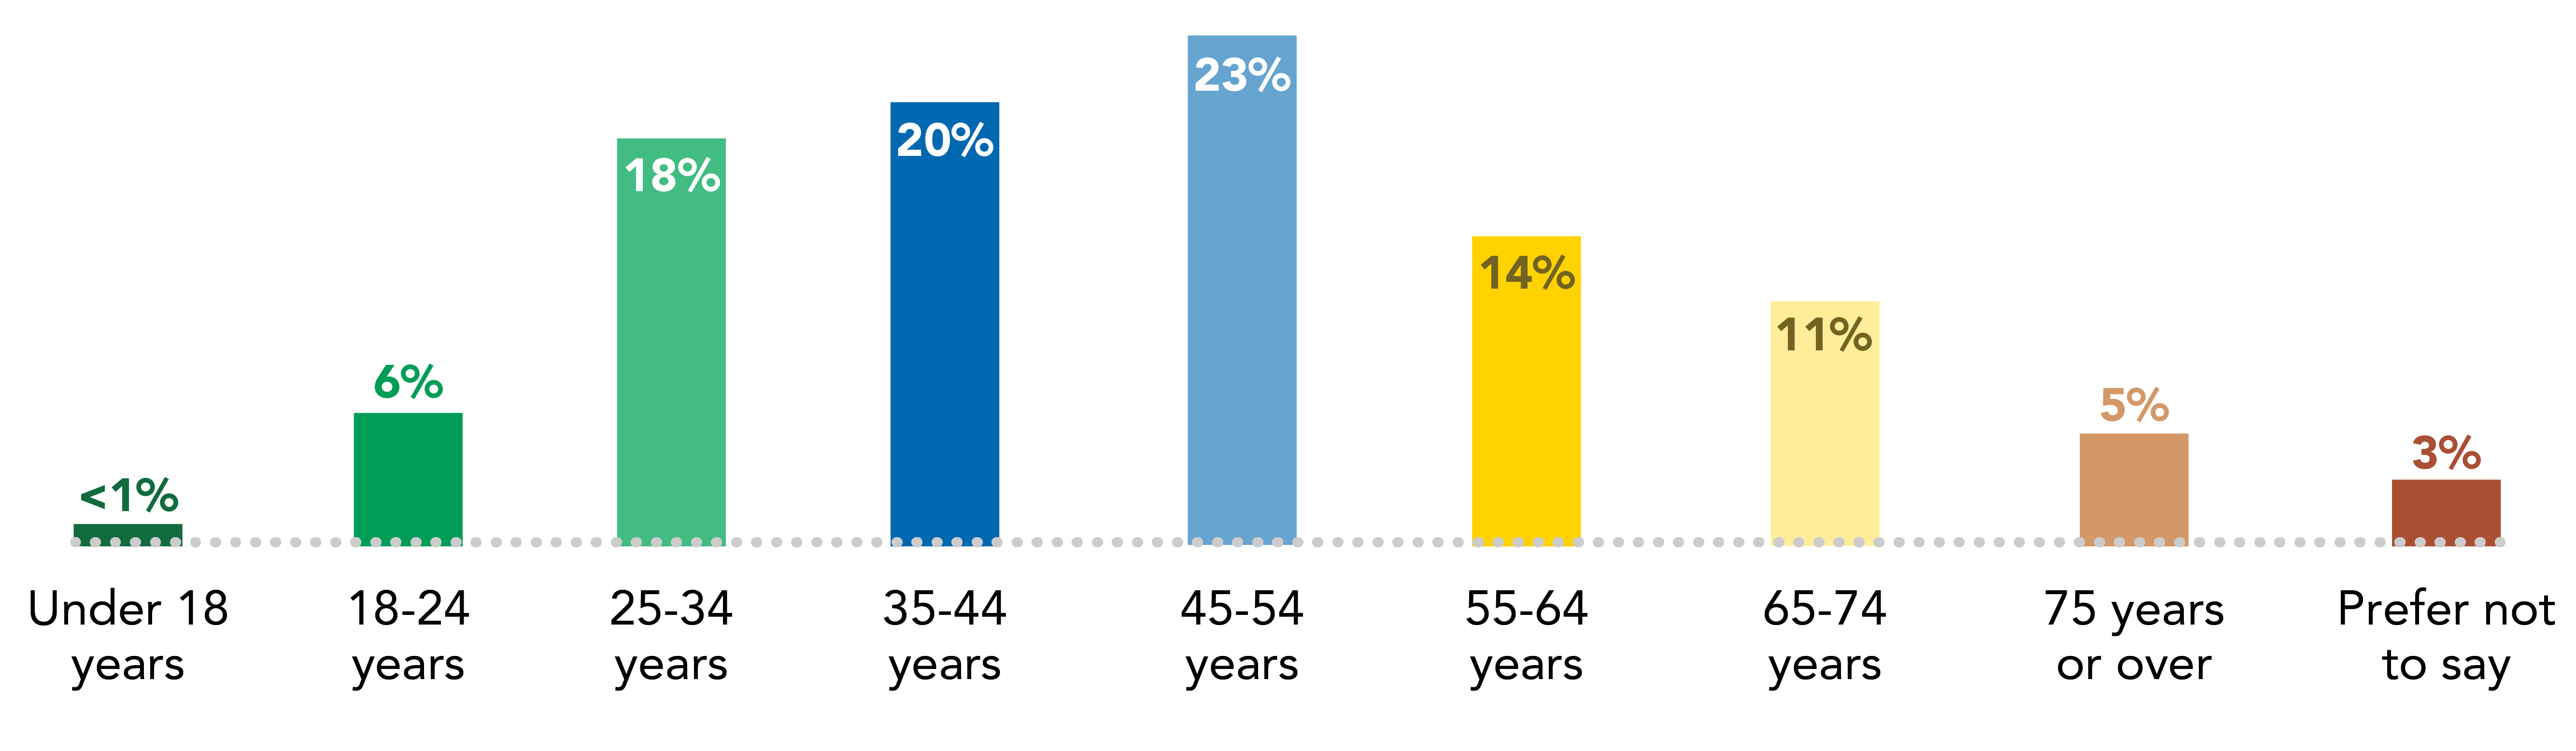 <1%
6%
18%
20%
23%
14%
11%
5%
3%
Under 18
years
18-24
years
25-34
years
35-44
years
45-54
years
55-64
years
65-74
years
75 years
or over
Prefer not
to say